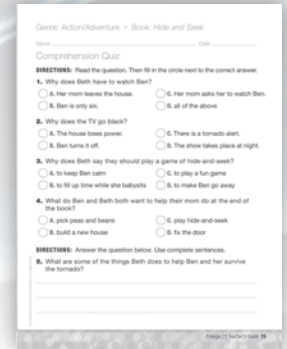 Genre: Action/Adventure • Book: Hide and Seek
Name Date
Comprehension Quiz
DIRECTIONS: Read the question. Then fill in the circle next to the correct answer.
1. Why does Beth have to watch Ben?
A. Her mom leaves the house. C. Her mom asks her to watch Ben.
B. Ben is only six. D. all of the above
2. Why does the TV go black?
A. The house loses power. C. There is a tornado alert.
B. Ben turns it off. D. The show takes place at night.
3. Why does Beth say they should play a game of hide-and-seek?
A. to keep Ben calm C. to play a fun game
B. to fill up time while she babysits D. to make Ben go away
4. What do Ben and Beth both want to help their mom do at the end of
the book?
A. pick peas and beans C. play hide-and-seek
B. build a new house D. fix the door
DIRECTIONS: Answer the question below. Use complete sentences.
5. What are some of the things Beth does to help Ben and her survive
the tornado?
Teacher's Guide